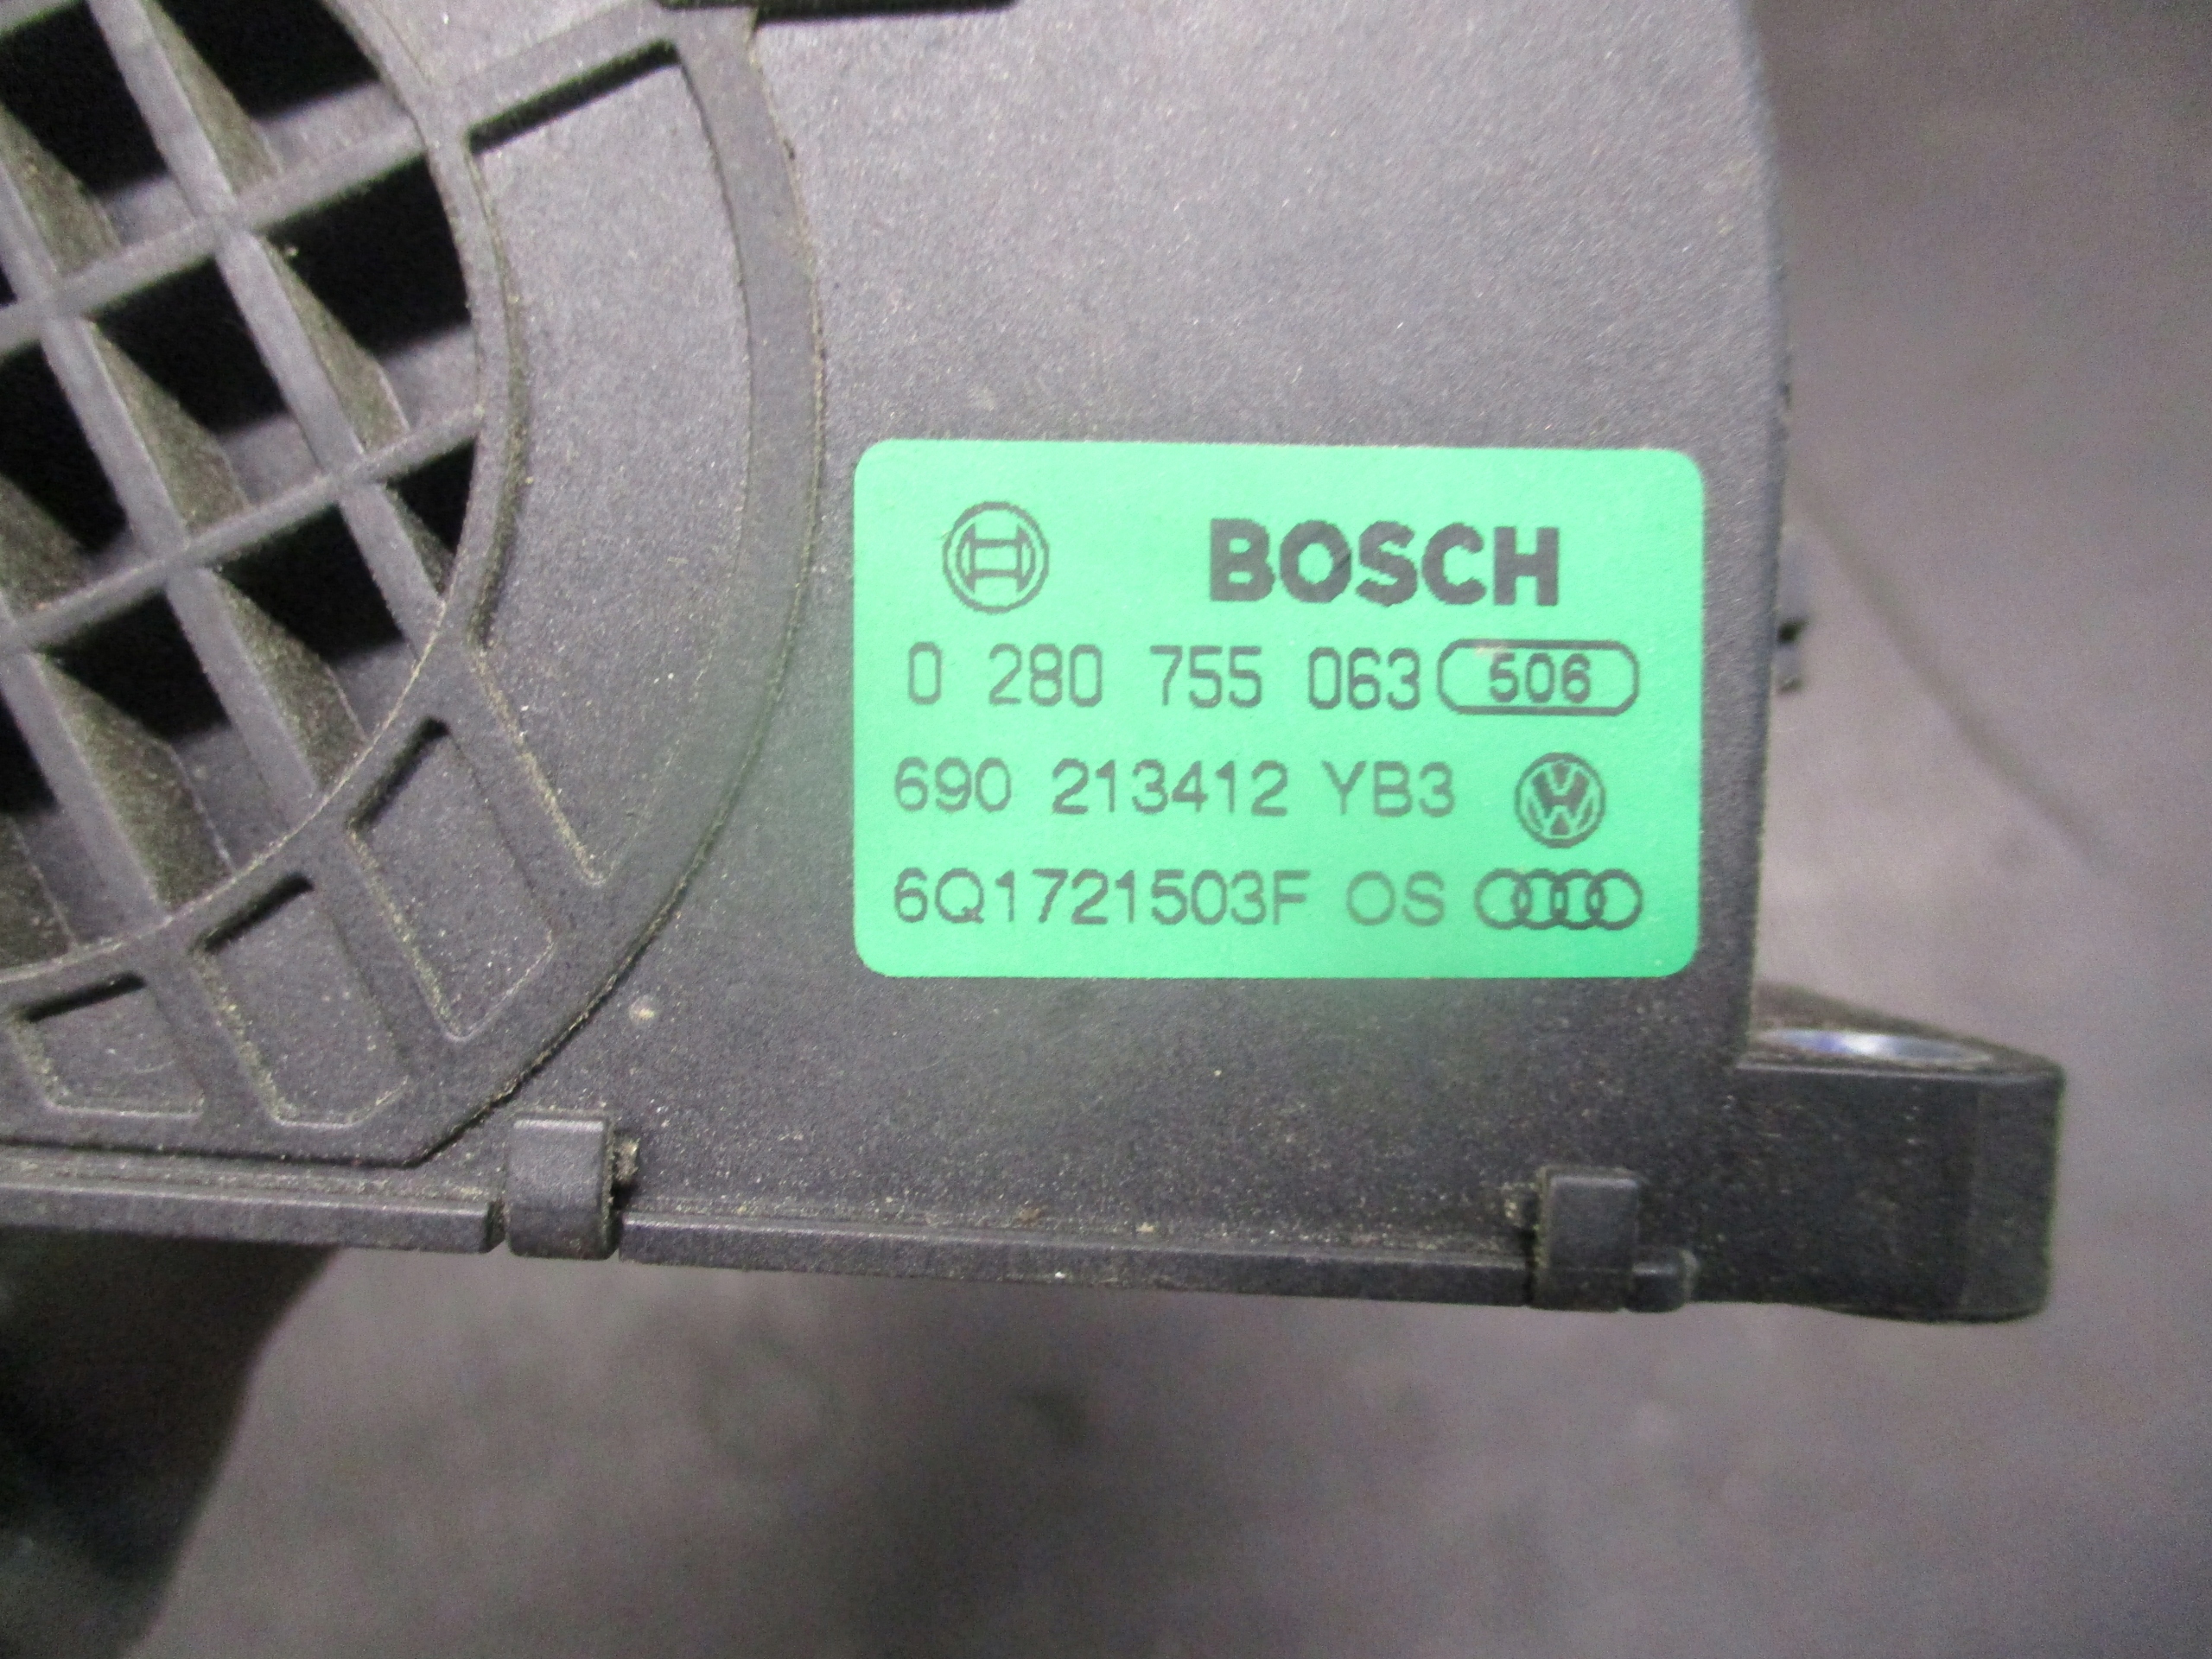 BOSCH
0 280 755 063 506
690 213412 YB3
6Q1721503F OS